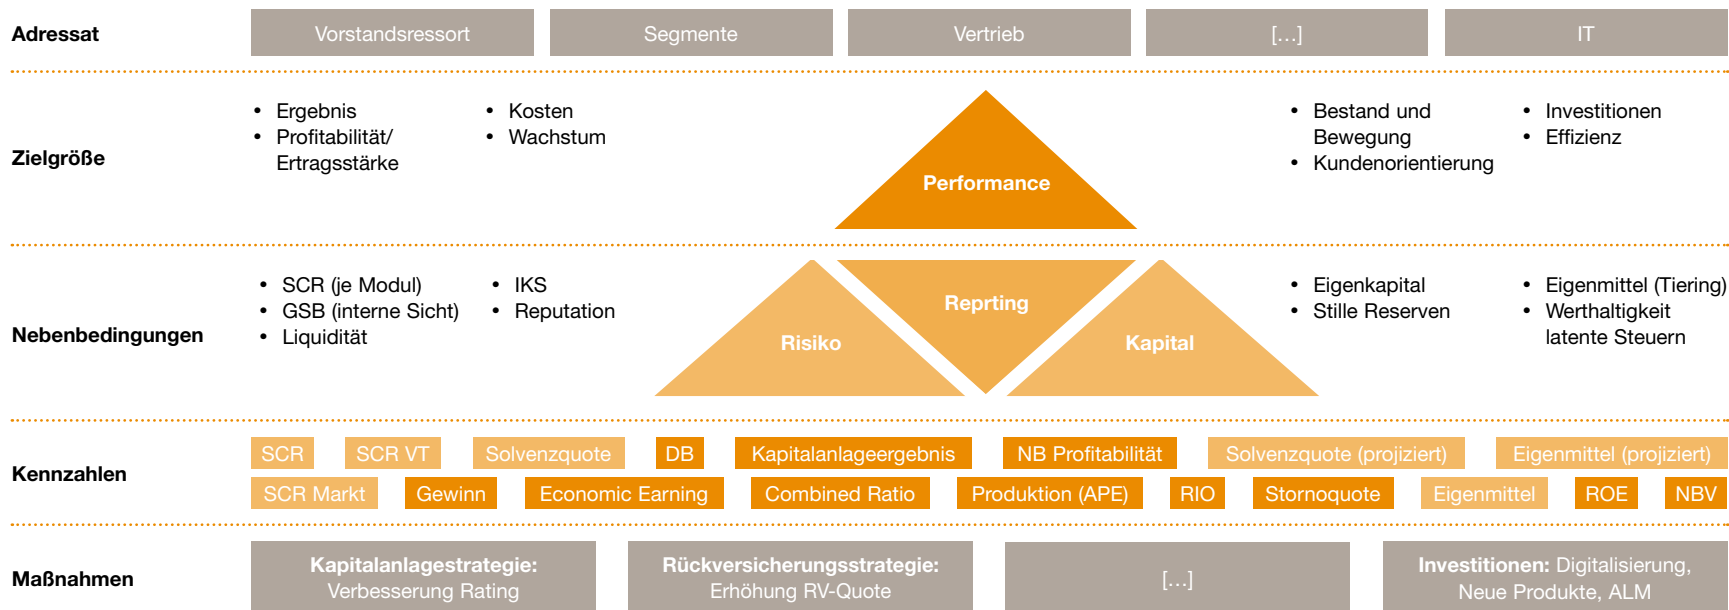 Adressat
Vorstandsressort
Segmente
Vertrieb
[…]
IT
Zielgröße
• Ergebnis
• Profitabilität/
Ertragsstärke
• Kosten
• Wachstum
Performance
• Bestand und
Bewegung
• Kundenorientierung
• Investitionen
• Effizienz
Nebenbedingungen
• SCR (je Modul)
• GSB (interne Sicht)
• Liquidität
• IKS
• Reputation
Risiko
Reprting
Kapital
• Eigenkapital
• Stille Reserven
• Eigenmittel (Tiering)
• Werthaltigkeit
latente Steuern
Kennzahlen
SCR
SCR VT
Solvenzquote
DB
Kapitalanlageergebnis
NB Profitabilität
Solvenzquote (projiziert)
Eigenmittel (projiziert)
SCR Markt
Gewinn
Economic Earning
Combined Ratio
Produktion (APE)
RIO
Stornoquote
Eigenmittel
ROE
NBV
Maßnahmen
Kapitalanlagestrategie:
Verbesserung Rating
Rückversicherungsstrategie:
Erhöhung RV-Quote
[…]
Investitionen: Digitalisierung,
Neue Produkte, ALM